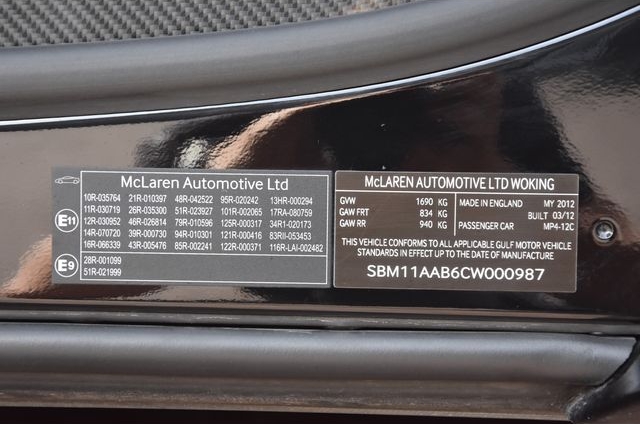 McLaren Automotive Ltd
10R-035764 21R-010397 48R-042522 95R-020242 13HR-000294
11R-030719 26R-035300 51R-023927 101R-002065 17RA-080759
12R-030952 46R-026814 79R-010596 125R-000317 34R1-020173
14R-070720 39R-000730 94R-010301 121R-000416 83RII-053453
16R-066339 43R-005476 85R-002241 122R-000371 116R-LAI-002482
E11
28R-001099
51R-021999
E9
McLAREN AUTOMOTIVE LTD WOKING
GVW 1690 KG MADE IN ENGLAND MY 2012
GAW FRT 834 KG BUILT 03/12
GAW RR 940 KG PASSENGER CAR MP4-12C
THIS VEHICLE CONFORMS TO ALL APPLICABLE GULF MOTOR VEHICLE
STANDARDS IN EFFECT UP TO THE DATE OF MANUFACTURE
SBM11AAB6CW000987